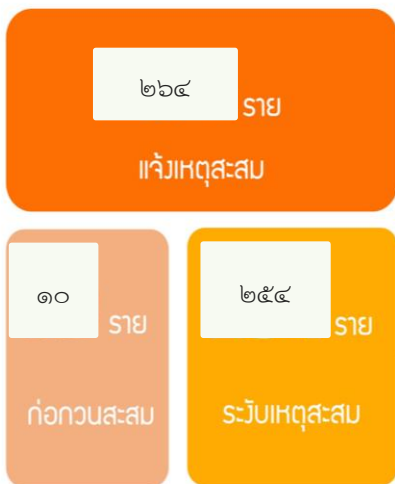 ๒๖๔ ราย
แจ้งเหตุสะสม
๑๐ ราย
ก่อกวนสะสม
๒๕๔ ราย
ระงับเหตุสะสม